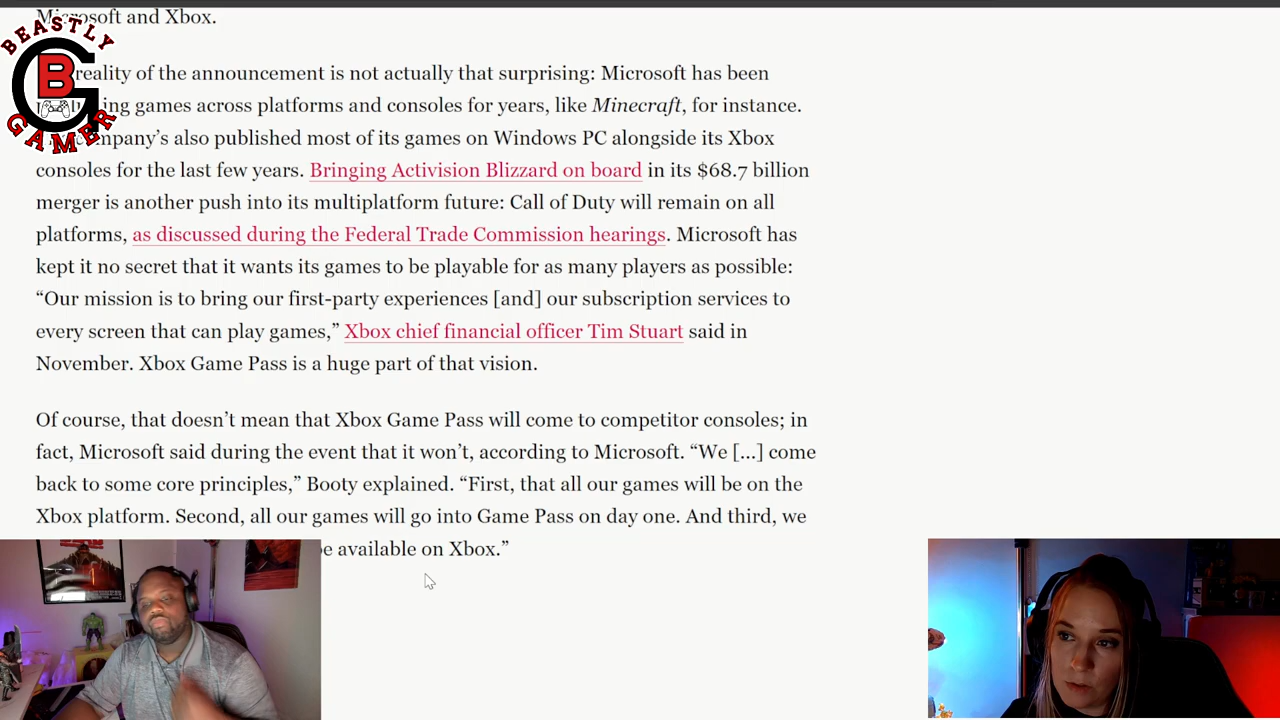 Microsoft and Xbox.
BEASTLY
B
GAMER
reality of the announcement is not actually that surprising: Microsoft has been
ing games across platforms and consoles for years, like Minecraft, for instance.
company’s also published most of its games on Windows PC alongside its Xbox
consoles for the last few years. Bringing Activision Blizzard on board in its $68.7 billion
merger is another push into its multiplatform future: Call of Duty will remain on all
platforms, as discussed during the Federal Trade Commission hearings. Microsoft has
kept it no secret that it wants its games to be playable for as many players as possible:
“Our mission is to bring our first-party experiences [and] our subscription services to
every screen that can play games,” Xbox chief financial officer Tim Stuart said in
November. Xbox Game Pass is a huge part of that vision.
Of course, that doesn’t mean that Xbox Game Pass will come to competitor consoles; in
fact, Microsoft said during the event that it won’t, according to Microsoft. “We [...] come
back to some core principles,” Booty explained. “First, that all our games will be on the
Xbox platform. Second, all our games will go into Game Pass on day one. And third, we
be available on Xbox.”